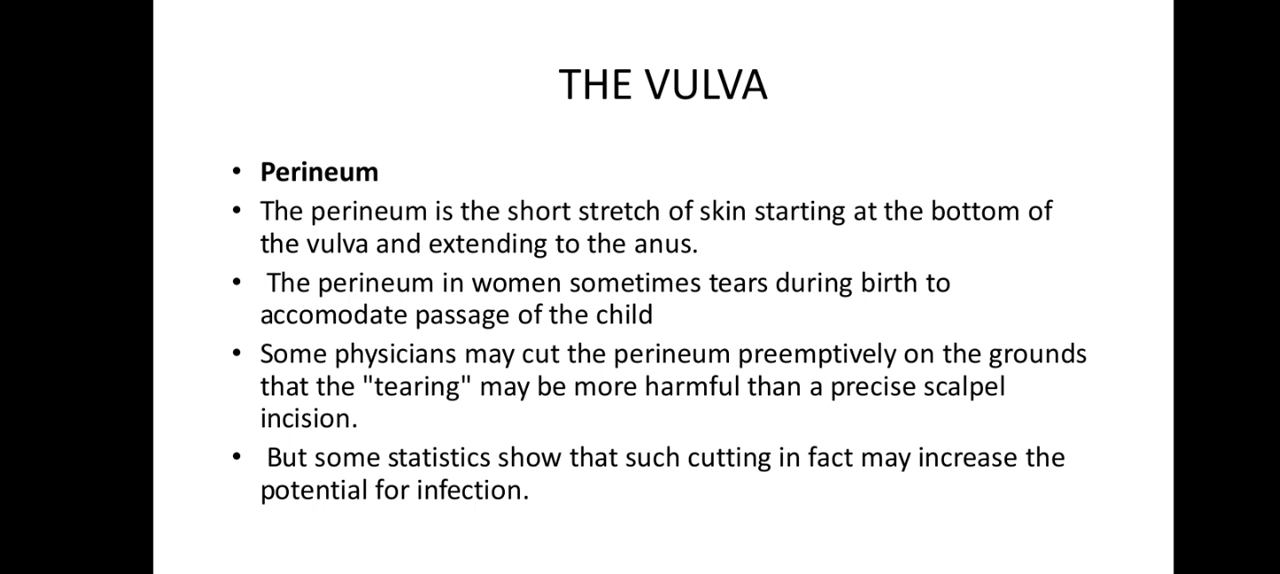 THE VULVA
• Perineum
• The perineum is the short stretch of skin starting at the bottom of
the vulva and extending to the anus.
• The perineum in women sometimes tears during birth to
accomodate passage of the child
• Some physicians may cut the perineum preemptively on the grounds
that the "tearing" may be more harmful than a precise scalpel
incision.
• But some statistics show that such cutting in fact may increase the
potential for infection.